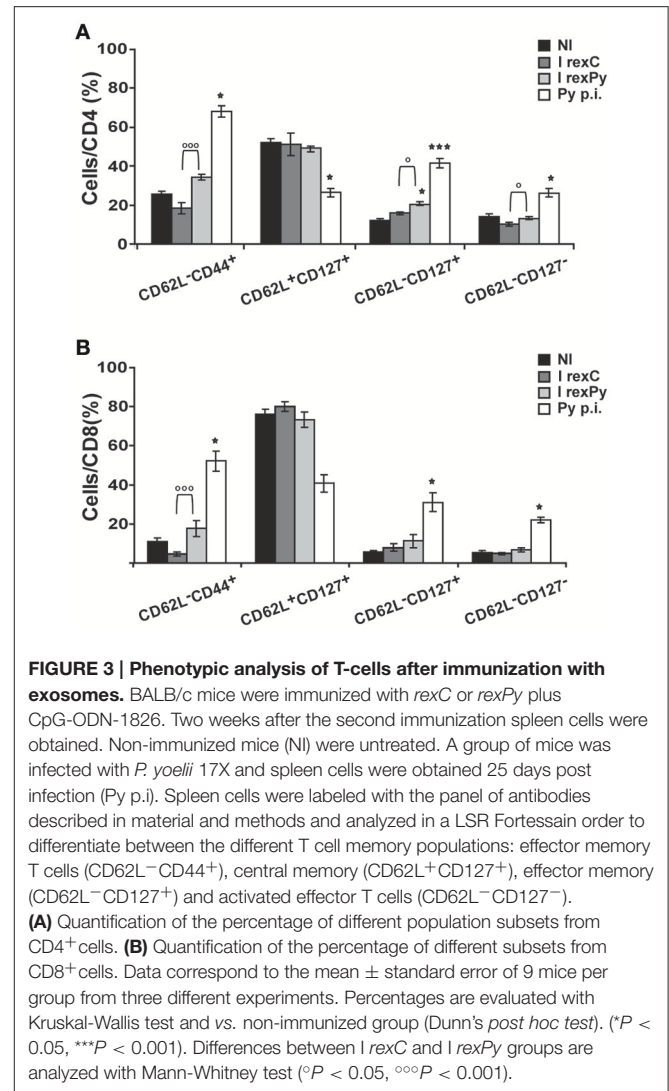 A
100
80
60
40
20
0
Cells/CD4 (%)
NI
I rexC
I rexPy
Py p.i.
°°°
*
*
°
*
***
°
*
CD62L⁻CD44⁺
CD62L⁺CD127⁺
CD62L⁻CD127⁺
CD62L⁻CD127⁻
B
100
80
60
40
20
Cells/CD8(%)
NI
I rexC
I rexPy
Py p.i.
°°°
*
*
*
CD62L⁻CD44⁺
CD62L⁺CD127⁺
CD62L⁻CD127⁺
CD62L⁻CD127⁻
FIGURE 3 | Phenotypic analysis of T-cells after immunization with
exosomes. BALB/c mice were immunized with rexC or rexPy plus
CpG-ODN-1826. Two weeks after the second immunization spleen cells were
obtained. Non-immunized mice (NI) were untreated. A group of mice was
infected with P. yoelii 17X and spleen cells were obtained 25 days post
infection (Py p.i). Spleen cells were labeled with the panel of antibodies
described in material and methods and analyzed in a LSR Fortessain order to
differentiate between the different T cell memory populations: effector memory
T cells (CD62L−CD44+), central memory (CD62L+CD127+), effector memory
(CD62L−CD127+) and activated effector T cells (CD62L−CD127−).
(A) Quantification of the percentage of different population subsets from
CD4+cells. (B) Quantification of the percentage of different subsets from
CD8+cells. Data correspond to the mean ± standard error of 9 mice per
group from three different experiments. Percentages are evaluated with
Kruskal-Wallis test and vs. non-immunized group (Dunn's post hoc test). (*P <
0.05, ***P < 0.001). Differences between I rexC and I rexPy groups are
analyzed with Mann-Whitney test (°P < 0.05, °°°P < 0.001).